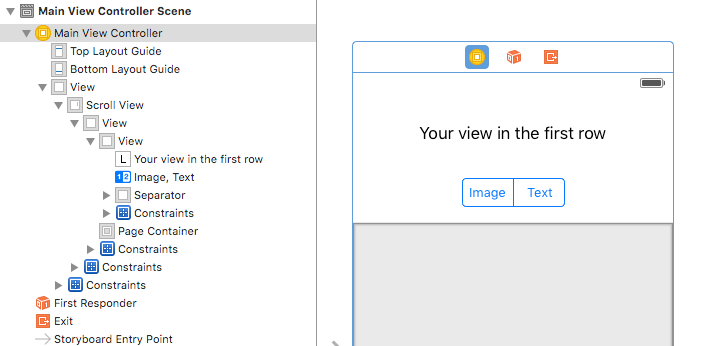 Main View Controller Scene
Main View Controller
Top Layout Guide
Bottom Layout Guide
View
Scroll View
View
View
L Your view in the first row
1 2 Image, Text
Separator
Constraints
Page Container
Constraints
Constraints
Constraints
First Responder
Exit
Storyboard Entry Point
Your view in the first row
Image Text